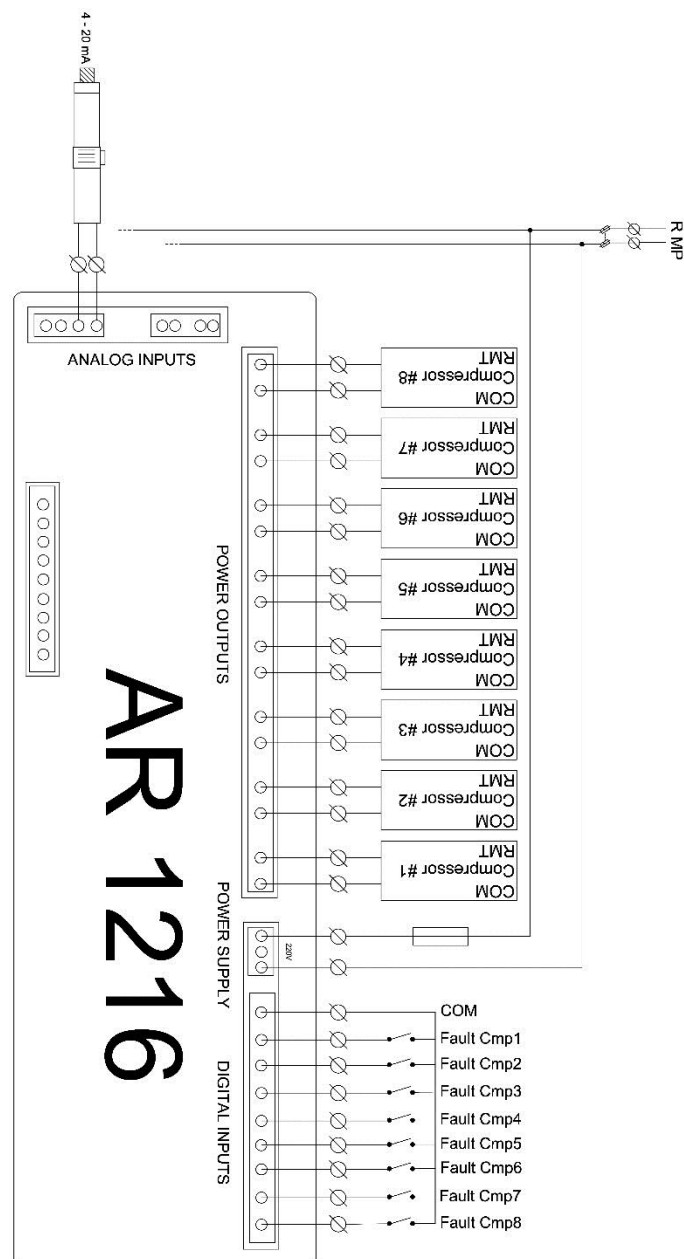 4 - 20 mA
R MP
ANALOG INPUTS
RMT
Compressor #8
COM
RMT
Compressor #7
COM
RMT
Compressor #6
COM
RMT
Compressor #5
COM
RMT
Compressor #4
COM
RMT
Compressor #3
COM
RMT
Compressor #2
COM
RMT
Compressor #1
COM
POWER OUTPUTS
AR 1216
POWER SUPPLY
220V
DIGITAL INPUTS
COM
Fault Cmp1
Fault Cmp2
Fault Cmp3
Fault Cmp4
Fault Cmp5
Fault Cmp6
Fault Cmp7
Fault Cmp8